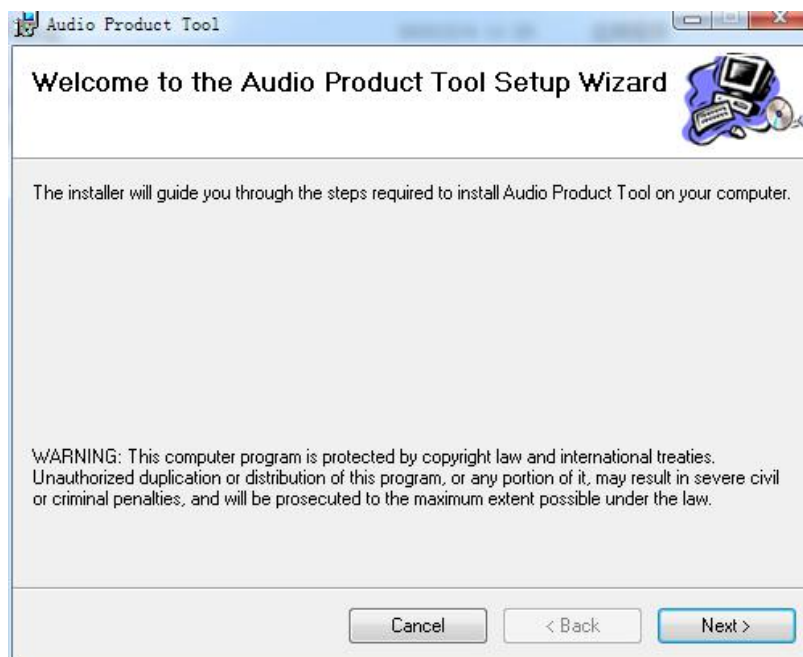 Audio Product Tool
Welcome to the Audio Product Tool Setup Wizard
The installer will guide you through the steps required to install Audio Product Tool on your computer.
WARNING: This computer program is protected by copyright law and international treaties.
Unauthorized duplication or distribution of this program, or any portion of it, may result in severe civil
or criminal penalties, and will be prosecuted to the maximum extent possible under the law.
Cancel
< Back
Next >